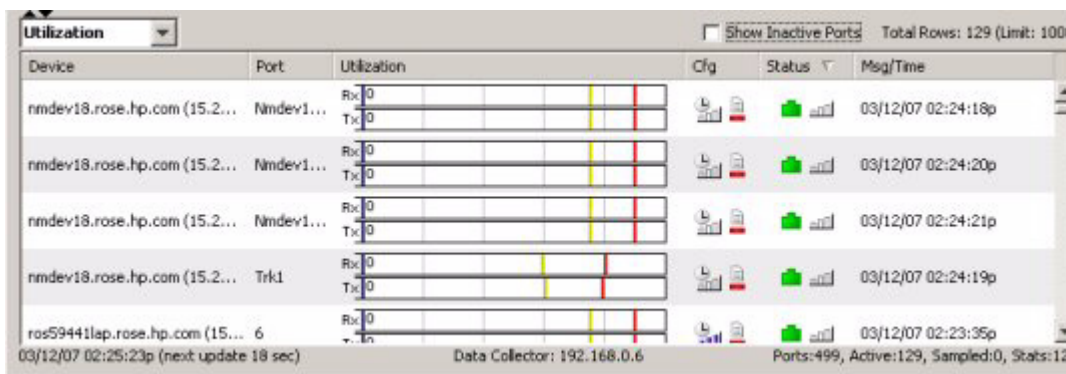 Utilization Show Inactive Ports Total Rows: 129 (Limit: 100
Device Port Utilization Cfg Status Msg/Time
nmdev18.rose.hp.com (15.2... Nmdev1... Rx 0 03/12/07 02:24:18p
Tx 0
nmdev18.rose.hp.com (15.2... Nmdev1... Rx 0 03/12/07 02:24:20p
Tx 0
nmdev18.rose.hp.com (15.2... Nmdev1... Rx 0 03/12/07 02:24:21p
Tx 0
nmdev18.rose.hp.com (15.2... Trk1 Rx 0 03/12/07 02:24:19p
Tx 0
ros59441lap.rose.hp.com (15... 6 Rx 0 03/12/07 02:23:35p
03/12/07 02:25:23p (next update 18 sec) Data Collector: 192.168.0.6 Ports:499, Active:129, Sampled:0, Stats:12